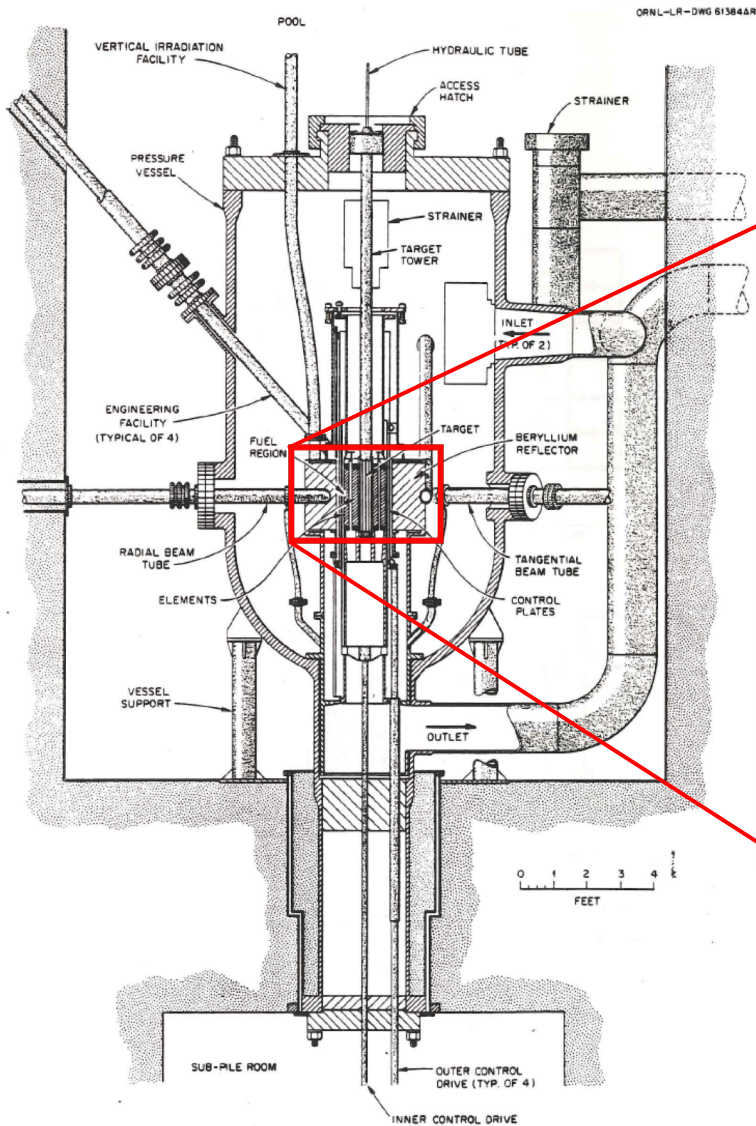 ORNL-LR-DWG 61384AR
POOL
VERTICAL IRRADIATION
FACILITY
HYDRAULIC TUBE
ACCESS
HATCH
STRAINER
PRESSURE
VESSEL
STRAINER
TARGET
TOWER
INLET
(TYP. OF 2)
ENGINEERING
FACILITY
(TYPICAL OF 4)
FUEL
REGION
TARGET
BERYLLIUM
REFLECTOR
RADIAL BEAM
TUBE
TANGENTIAL
BEAM TUBE
ELEMENTS
CONTROL
PLATES
VESSEL
SUPPORT
OUTLET
0 1 2 3 4
FEET
SUB-PILE ROOM
OUTER CONTROL
DRIVE (TYP. OF 4)
INNER CONTROL DRIVE